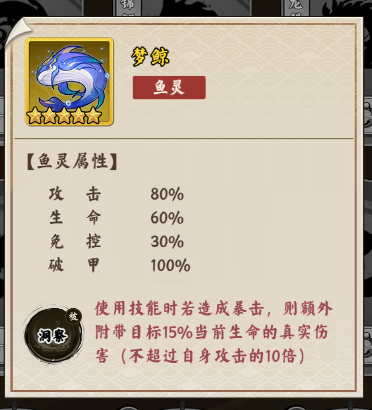 梦鲸
鱼灵
【鱼灵属性】
攻 击 80%
生 命 60%
免 控 30%
破 甲 100%
洞察
使用技能时若造成暴击，则额外
附带目标15%当前生命的真实伤
害（不超过自身攻击的10倍）